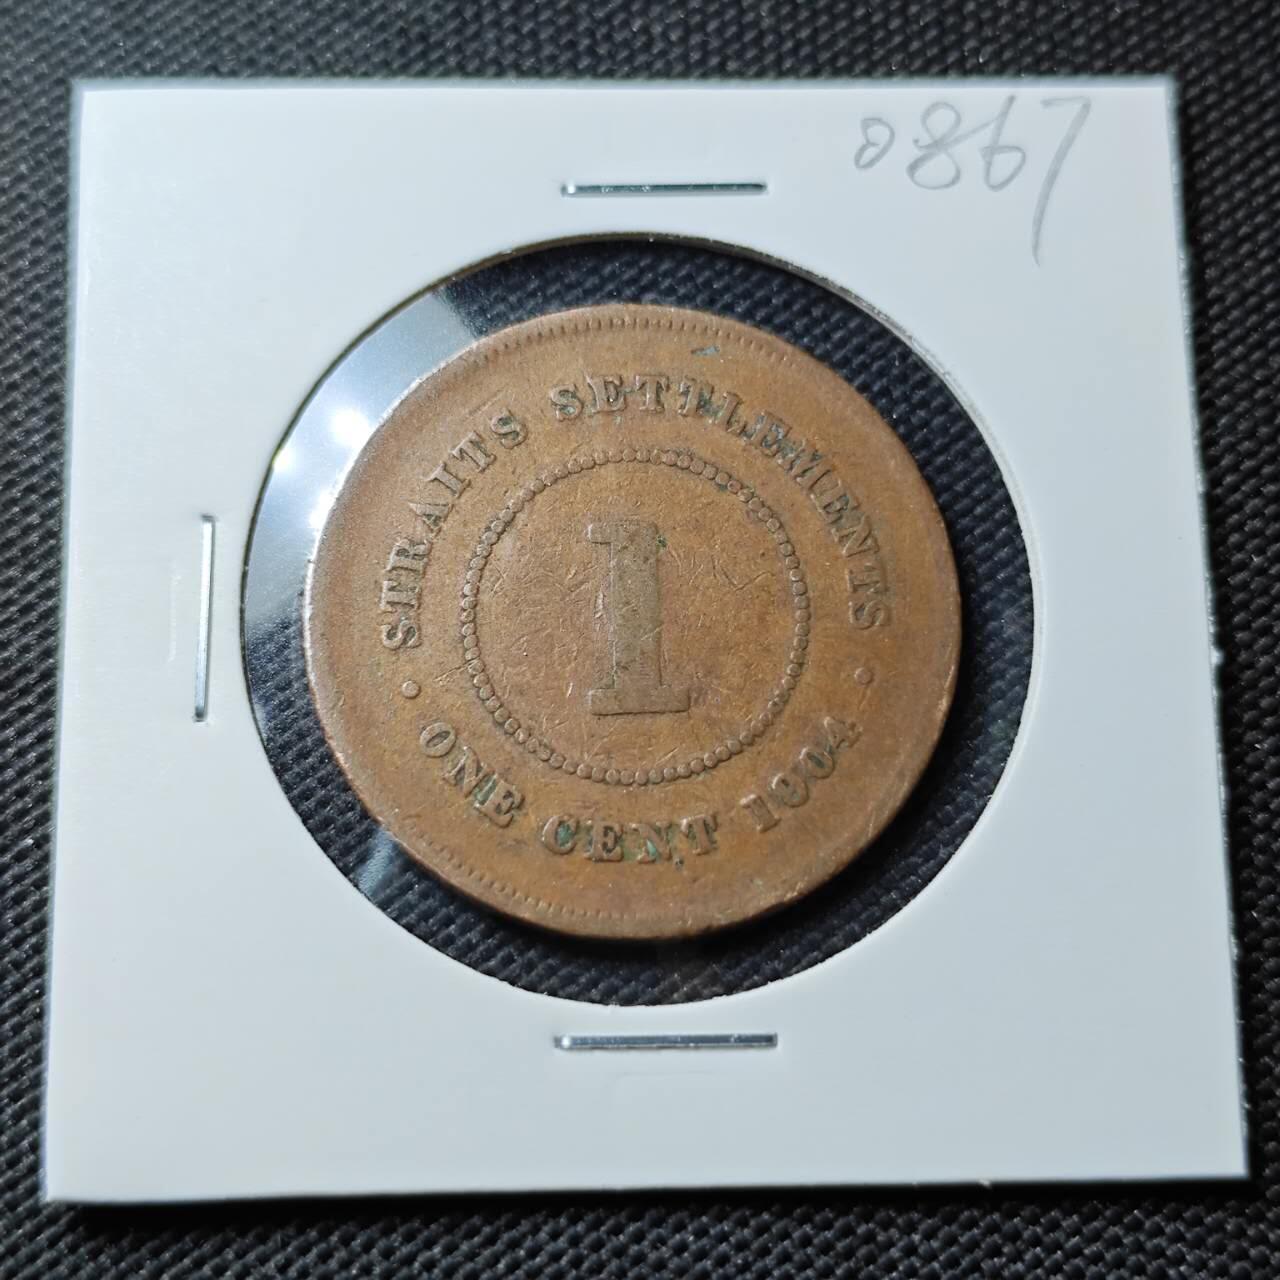 0867
STRAITS SETTLEMENTS
1
• ONE CENT 1904 •